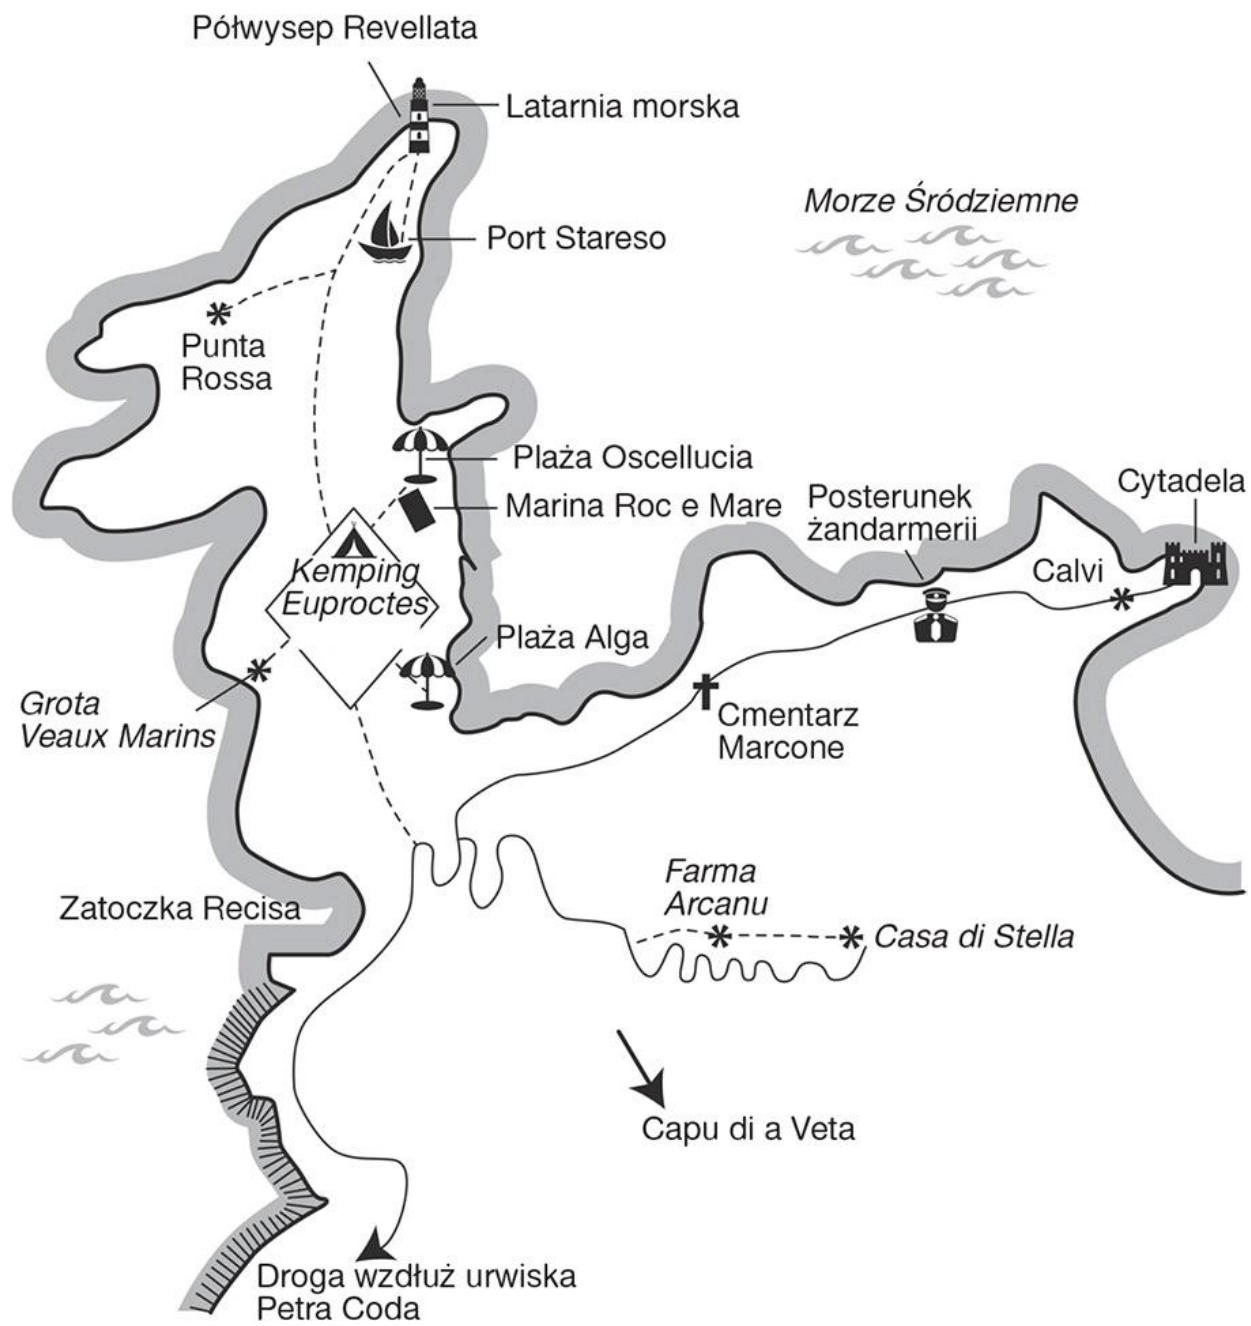 Półwysep Revellata
Latarnia morska
Morze Śródziemne
Port Stareso
Punta
Rossa
Plaża Oscellucia
Marina Roc e Mare
Posterunek
żandarmerii
Cytadela
Calvi
Kemping
Euproctes
Plaża Alga
Grota
Veaux Marins
Cmentarz
Marcone
Zatoczka Recisa
Farma
Arcanu
Casa di Stella
Capu di a Veta
Droga wzdłuż urwiska
Petra Coda